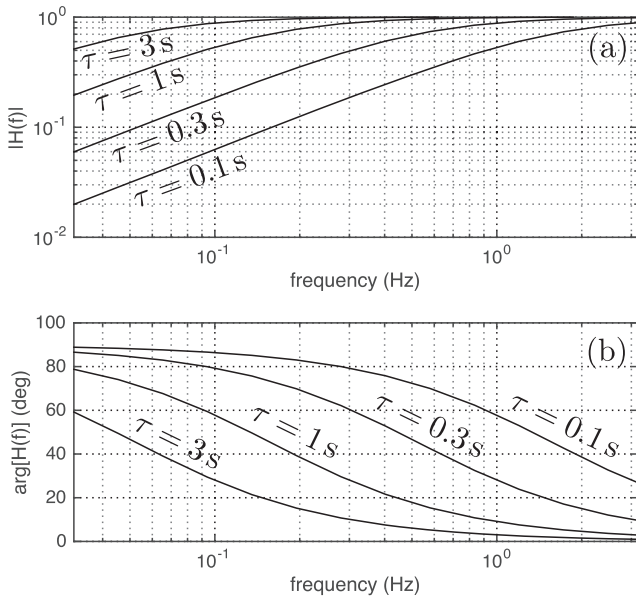 10^0
10^-1
10^-2
|H(f)|
(a)
τ = 3 s
τ = 1 s
τ = 0.3 s
τ = 0.1 s
10^-1
10^0
frequency (Hz)
100
80
60
40
20
0
arg[H(f)] (deg)
(b)
τ = 3 s
τ = 1 s
τ = 0.3 s
τ = 0.1 s
10^-1
10^0
frequency (Hz)